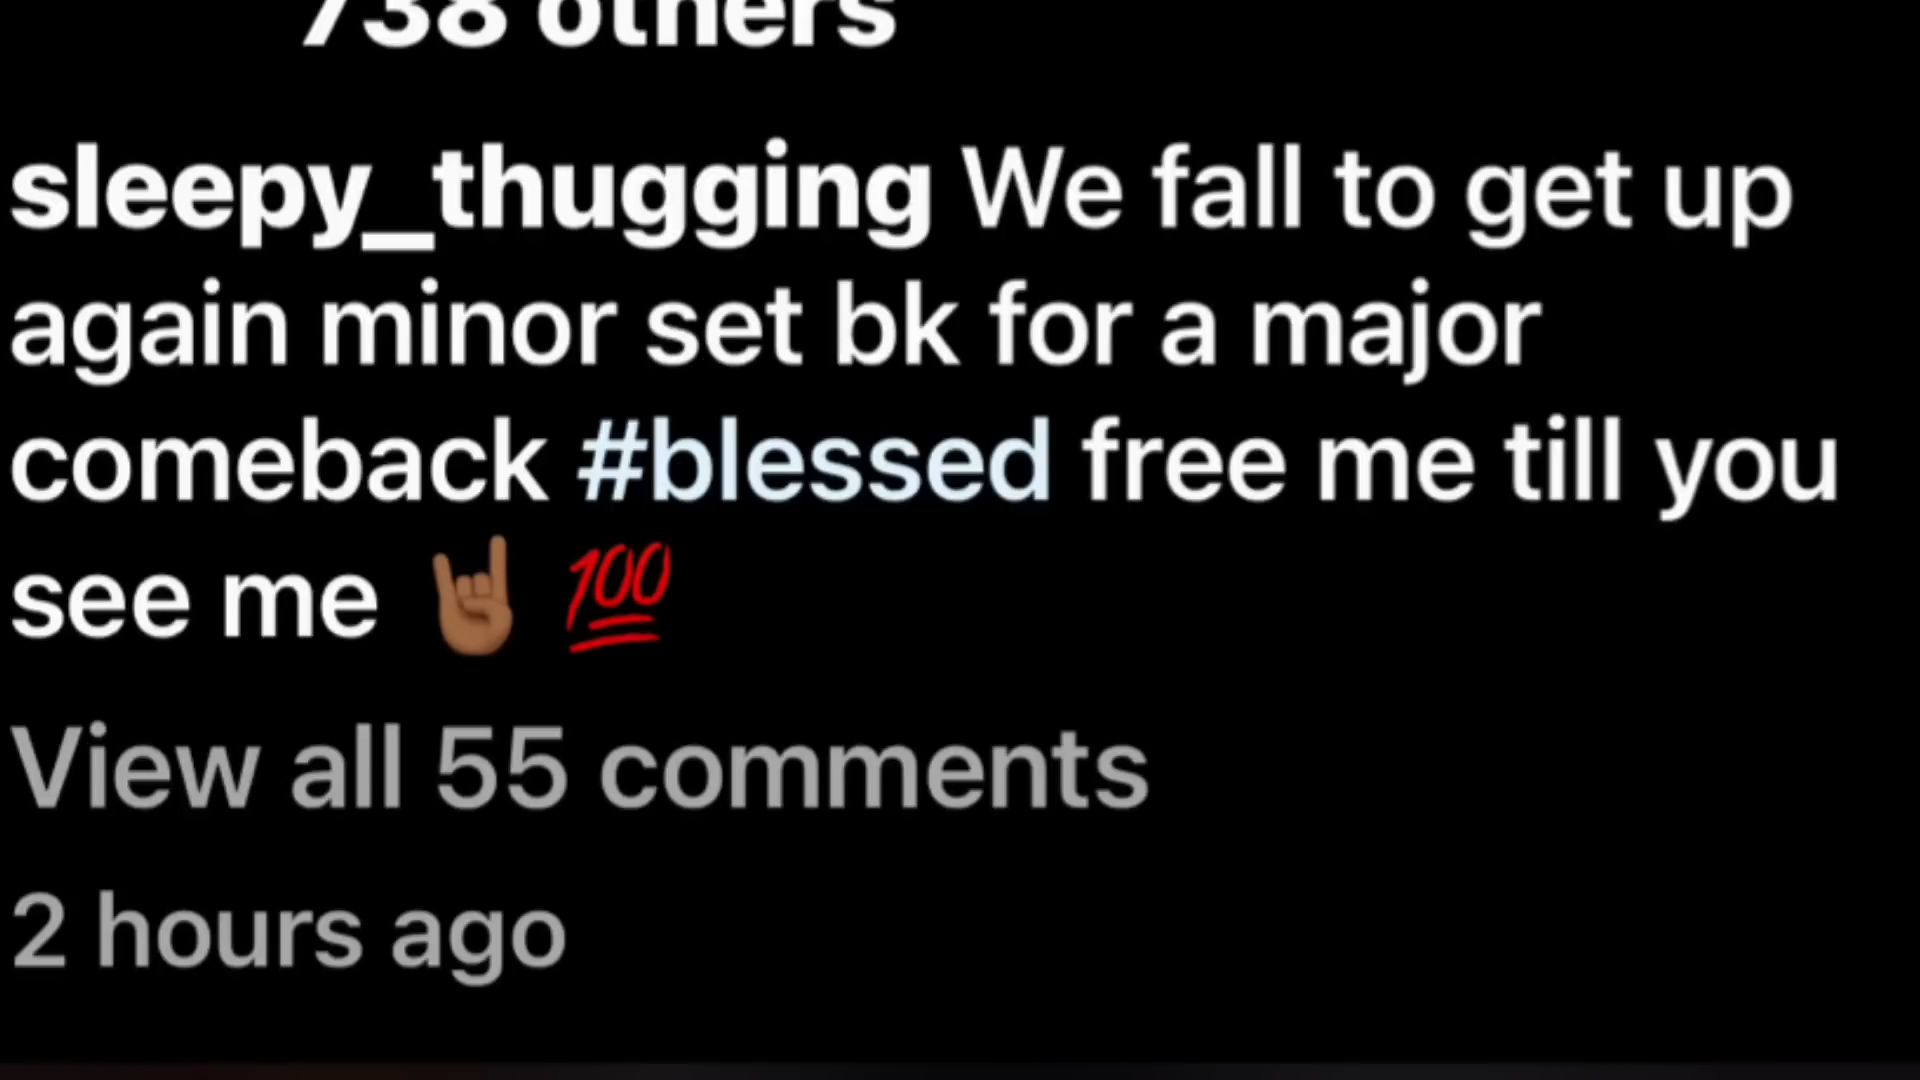 738 others
sleepy_thugging We fall to get up
again minor set bk for a major
comeback #blessed free me till you
see me 🤘🏾 💯
View all 55 comments
2 hours ago